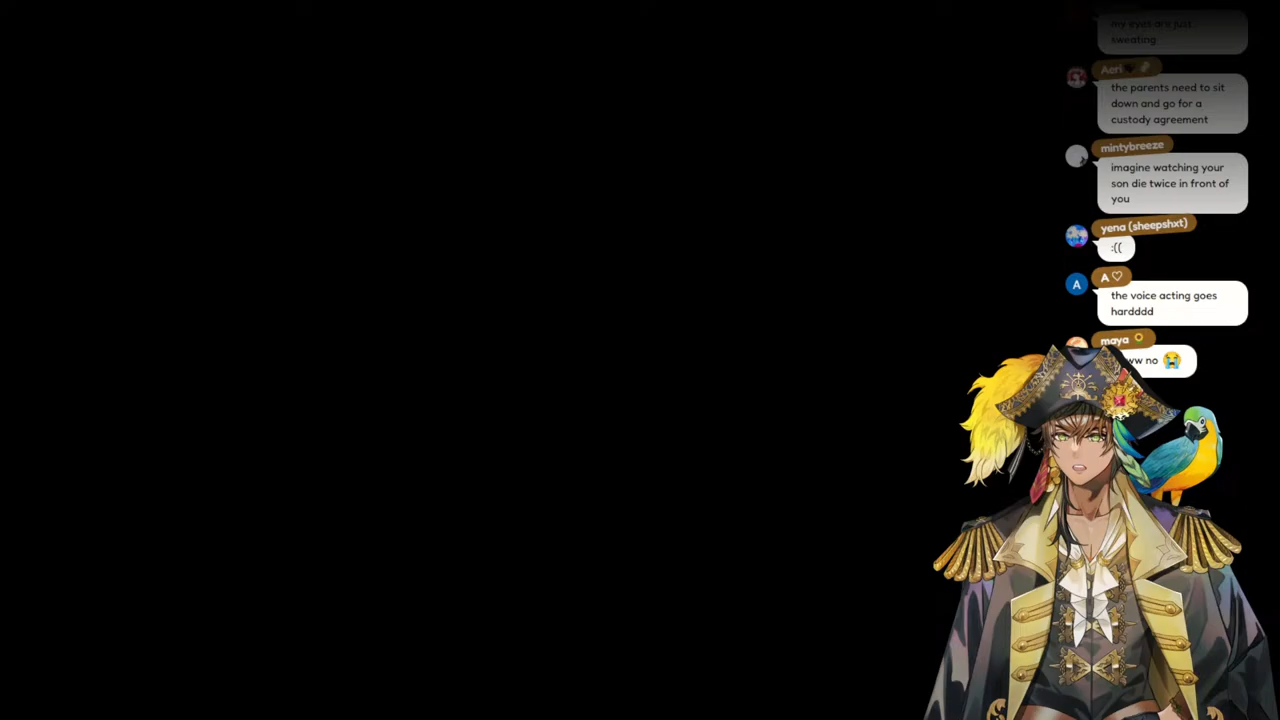 my eyes are just
sweating
Aeri
the parents need to sit
down and go for a
custody agreement
mintybreeze
imagine watching your
son die twice in front of
you
yena (sheepshxt)
:((
A ♡
A
the voice acting goes
hardddd
maya 🌻
no 😭